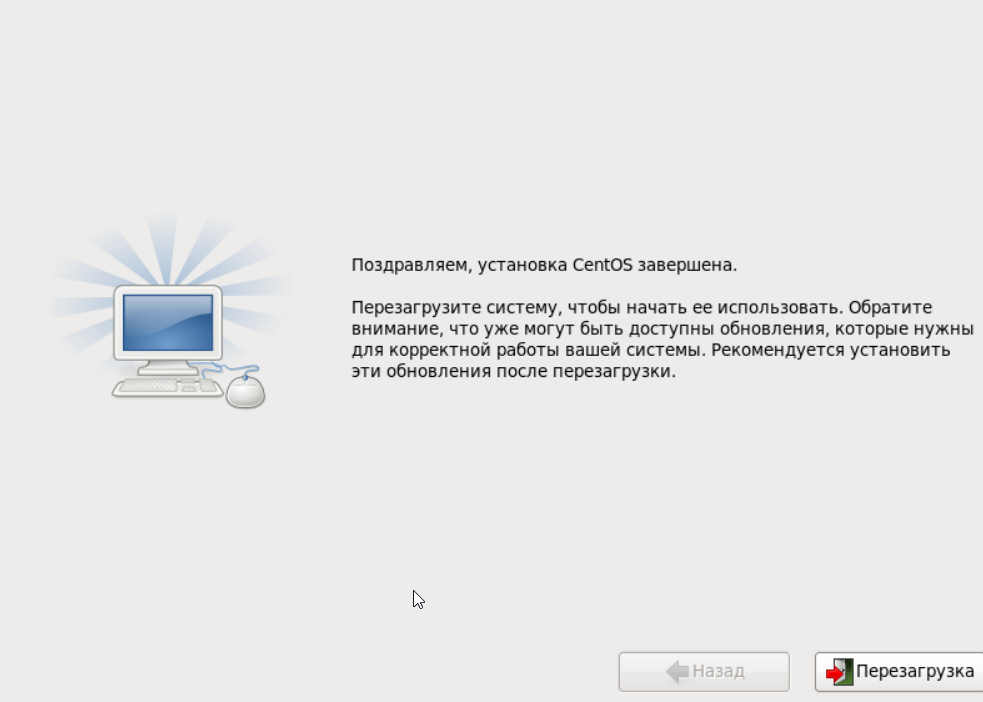 Поздравляем, установка CentOS завершена.
Перезагрузите систему, чтобы начать ее использовать. Обратите
внимание, что уже могут быть доступны обновления, которые нужны
для корректной работы вашей системы. Рекомендуется установить
эти обновления после перезагрузки.
Назад
Перезагрузка